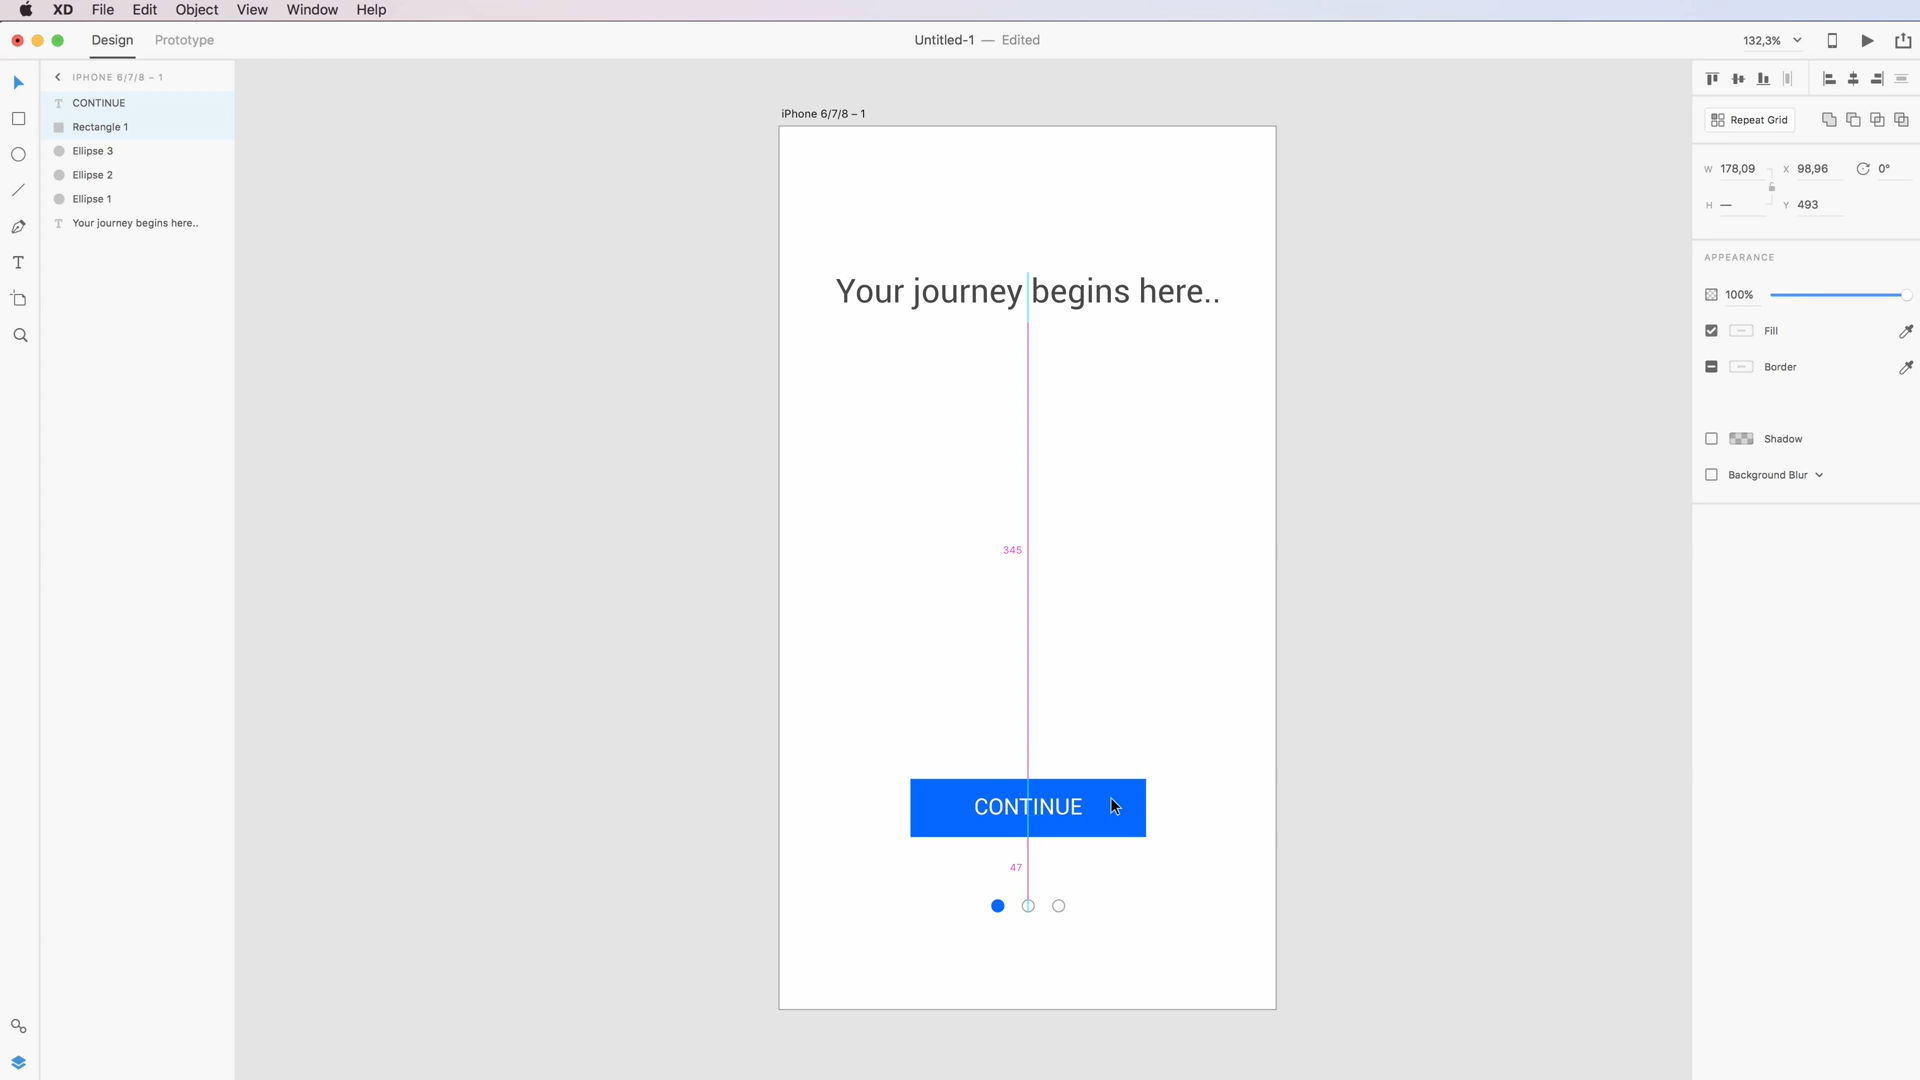 XD File Edit Object View Window Help
Design Prototype
Untitled-1 — Edited
132,3%
IPHONE 6/7/8 – 1
CONTINUE
Rectangle 1
Ellipse 3
Ellipse 2
Ellipse 1
Your journey begins here..
iPhone 6/7/8 – 1
Your journey begins here..
345
CONTINUE
47
Repeat Grid
W 178,09 X 98,96 0°
H — Y 493
APPEARANCE
100%
Fill
Border
Shadow
Background Blur